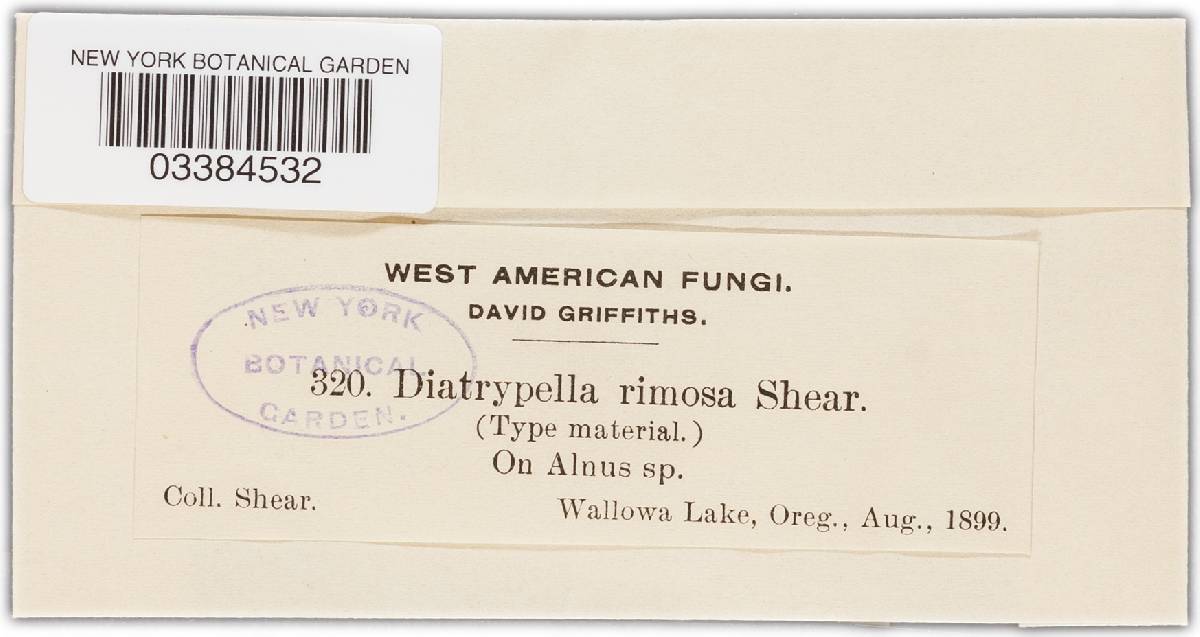 NEW YORK BOTANICAL GARDEN
03384532
WEST AMERICAN FUNGI.
DAVID GRIFFITHS.
NEW YORK
BOTANICAL
GARDEN.
320. Diatrypella rimosa Shear.
(Type material.)
On Alnus sp.
Coll. Shear.
Wallowa Lake, Oreg., Aug., 1899.